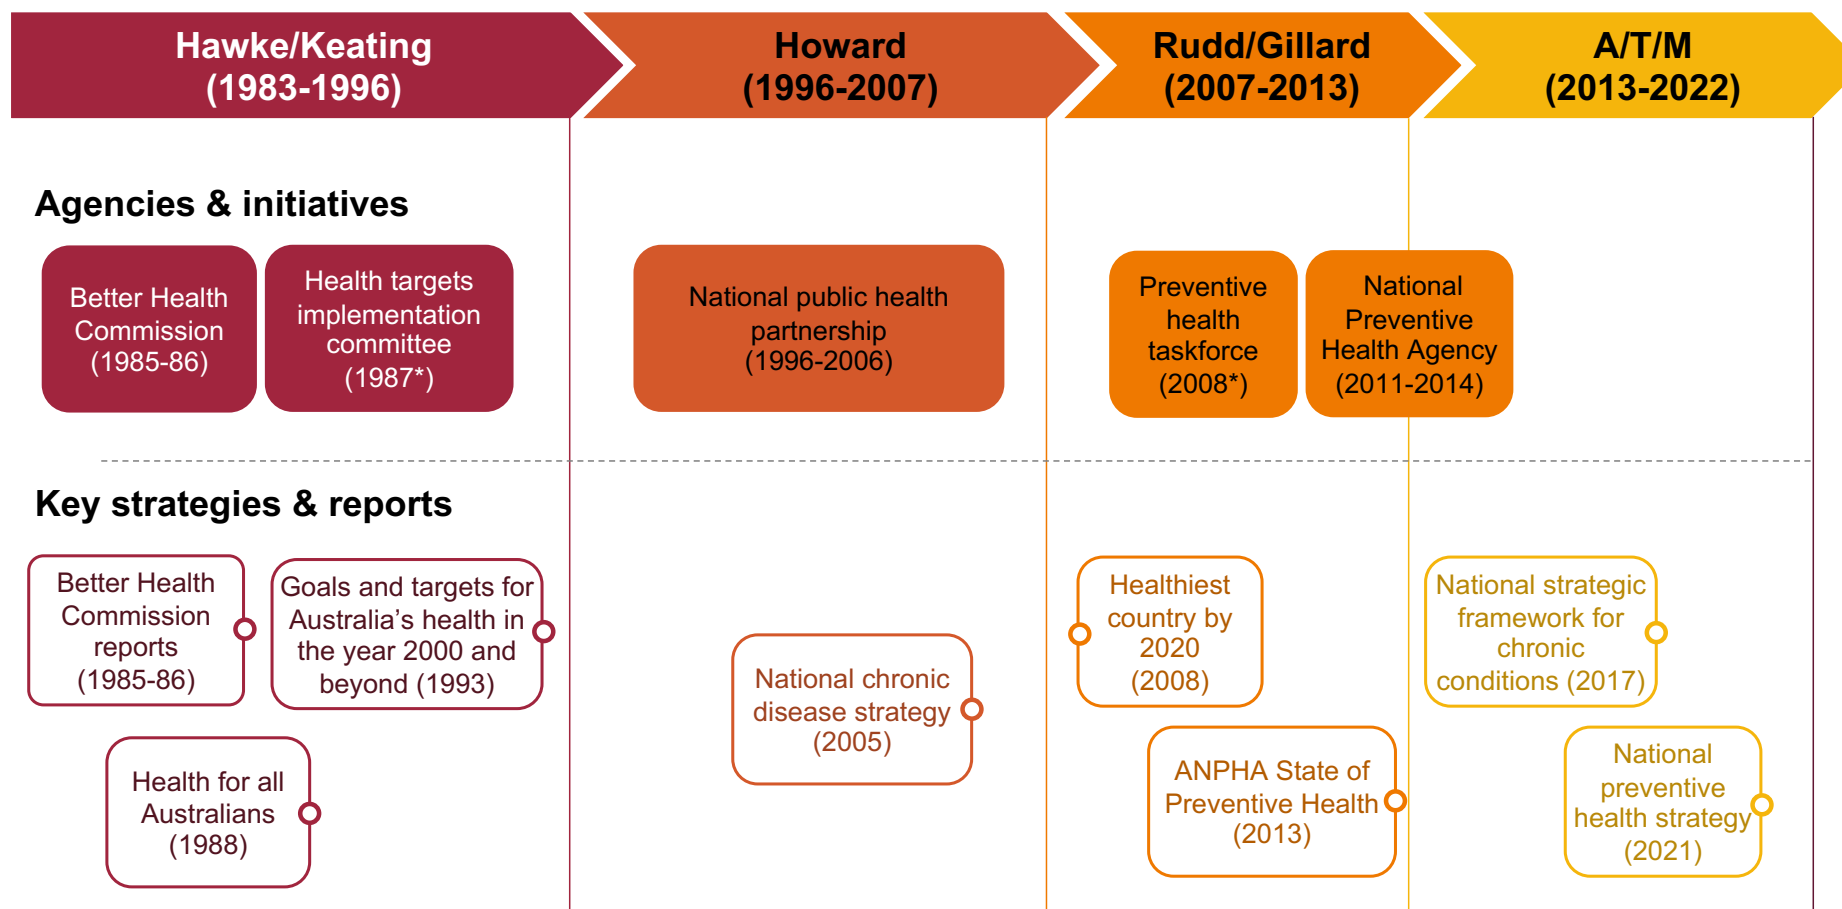 Hawke/Keating
(1983-1996)
Howard
(1996-2007)
Rudd/Gillard
(2007-2013)
A/T/M
(2013-2022)
Agencies & initiatives
Better Health
Commission
(1985-86)
Health targets
implementation
committee
(1987*)
National public health
partnership
(1996-2006)
Preventive
health
taskforce
(2008*)
National
Preventive
Health Agency
(2011-2014)
Key strategies & reports
Better Health
Commission
reports
(1985-86)
Goals and targets for
Australia’s health in
the year 2000 and
beyond (1993)
Health for all
Australians
(1988)
National chronic
disease strategy
(2005)
Healthiest
country by
2020
(2008)
ANPHA State of
Preventive Health
(2013)
National strategic
framework for
chronic
conditions (2017)
National
preventive
health strategy
(2021)